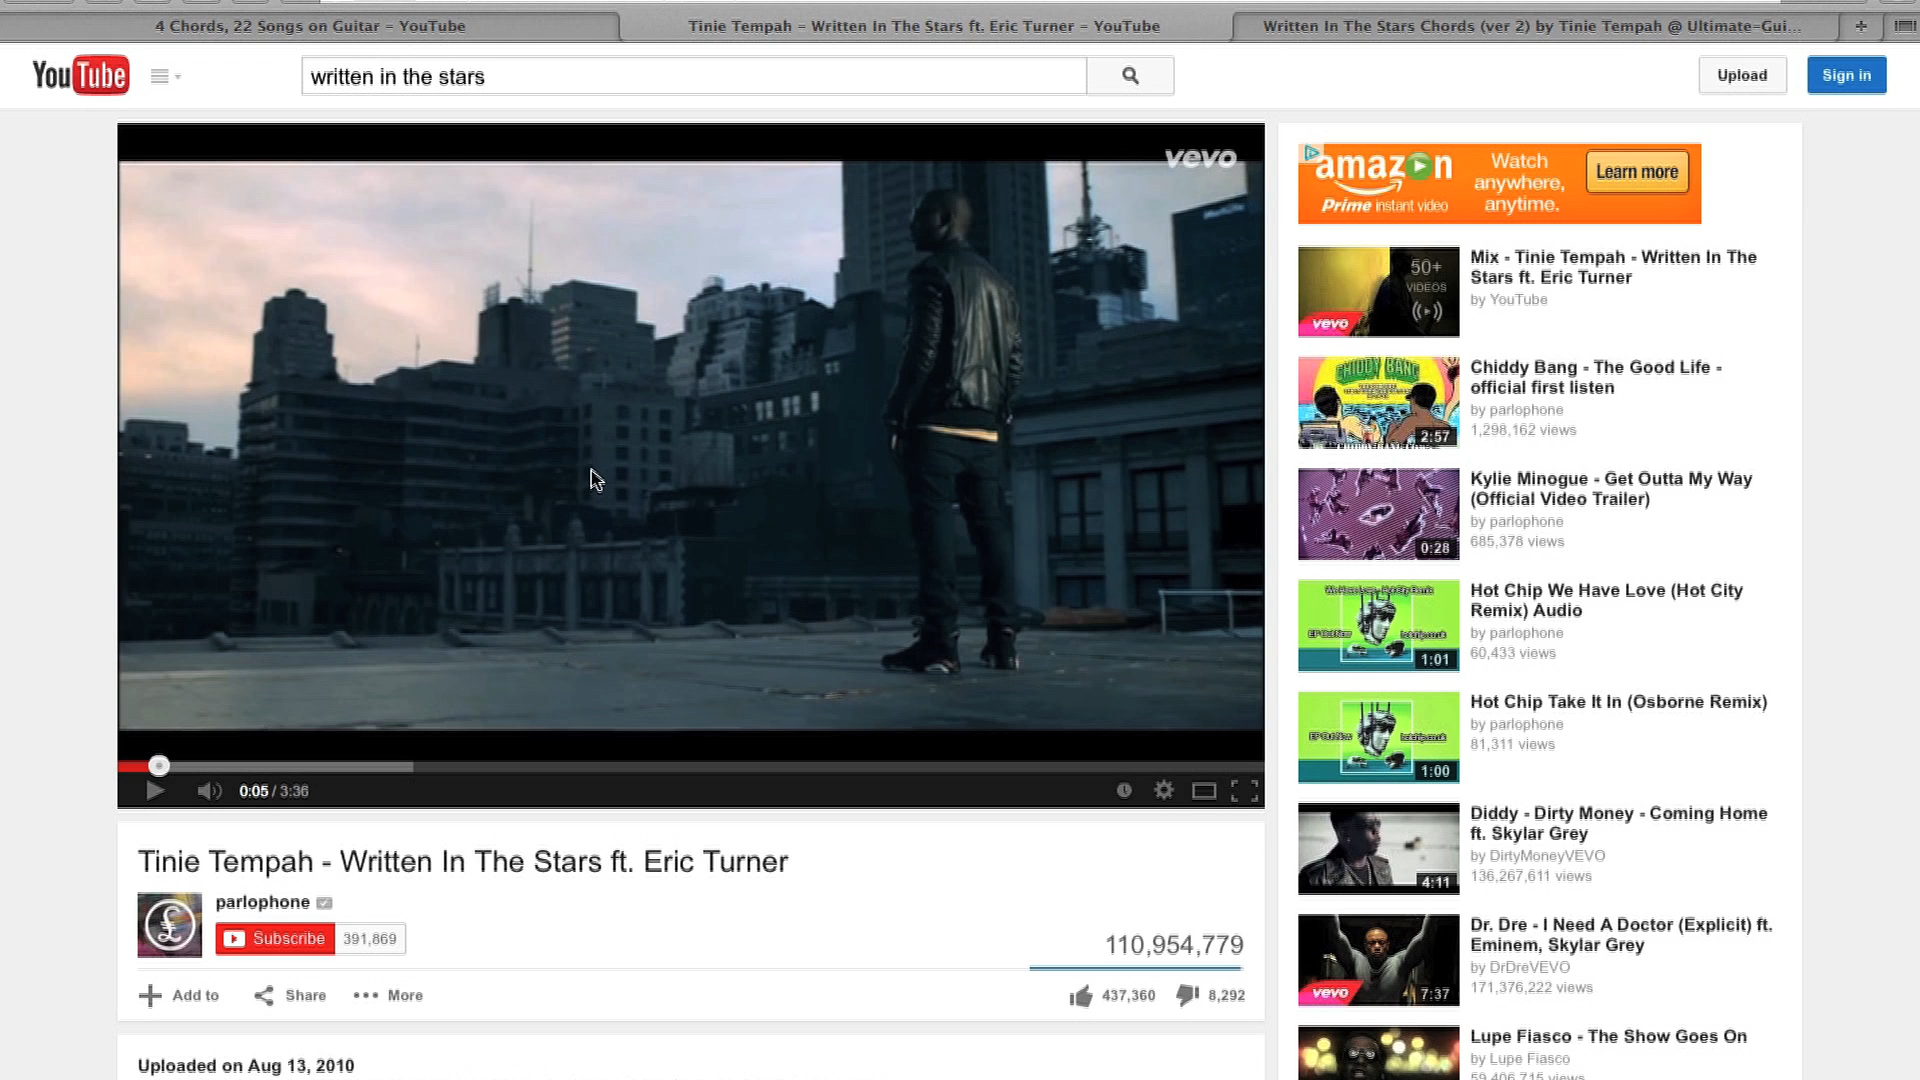 4 Chords, 22 Songs on Guitar - YouTube
Tinie Tempah - Written In The Stars ft. Eric Turner - YouTube
Written In The Stars Chords (ver 2) by Tinie Tempah @ Ultimate-Gui...
+
YouTube
written in the stars
Upload
Sign in
vevo
0:05 / 3:36
Tinie Tempah - Written In The Stars ft. Eric Turner
parlophone
Subscribe
391,869
110,954,779
Add to
Share
More
437,360
8,292
Uploaded on Aug 13, 2010
amazon
Prime instant video
Watch
anywhere,
anytime.
Learn more
50+
VIDEOS
vevo
Mix - Tinie Tempah - Written In The
Stars ft. Eric Turner
by YouTube
CHIDDY BANG
2:57
Chiddy Bang - The Good Life -
official first listen
by parlophone
1,298,162 views
0:28
Kylie Minogue - Get Outta My Way
(Official Video Trailer)
by parlophone
685,378 views
1:01
Hot Chip We Have Love (Hot City
Remix) Audio
by parlophone
60,433 views
1:00
Hot Chip Take It In (Osborne Remix)
by parlophone
81,311 views
4:11
Diddy - Dirty Money - Coming Home
ft. Skylar Grey
by DirtyMoneyVEVO
136,267,611 views
vevo
7:37
Dr. Dre - I Need A Doctor (Explicit) ft.
Eminem, Skylar Grey
by DrDreVEVO
171,376,222 views
Lupe Fiasco - The Show Goes On
by Lupe Fiasco
59,406,715 views